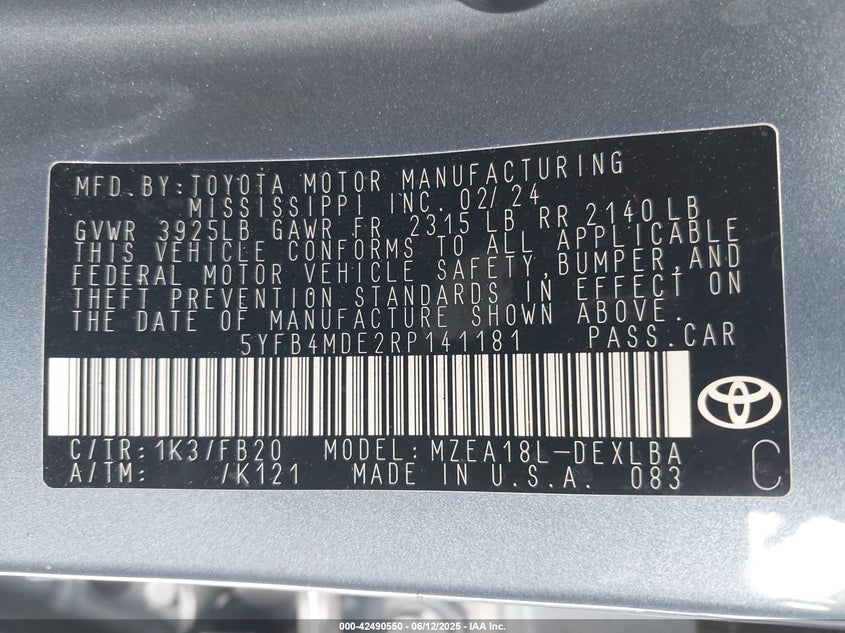 MFD.BY:TOYOTA MOTOR MANUFACTURING
MISSISSIPPI INC. 02/24
GVWR 3925LB GAWR FR 2315 LB RR 2140 LB
THIS VEHICLE CONFORMS TO ALL APPLICABLE
FEDERAL MOTOR VEHICLE SAFETY,BUMPER,AND
THEFT PREVENTION STANDARDS IN EFFECT ON
THE DATE OF MANUFACTURE SHOWN ABOVE.
5YFB4MDE2RP141181 PASS.CAR
C/TR:1K3/FB20 MODEL:MZEA18L-DEXLBA
A/TM: /K121 MADE IN U.S.A. 083
C
000-42490550 - 06/12/2025 - IAA Holdings, LLC.